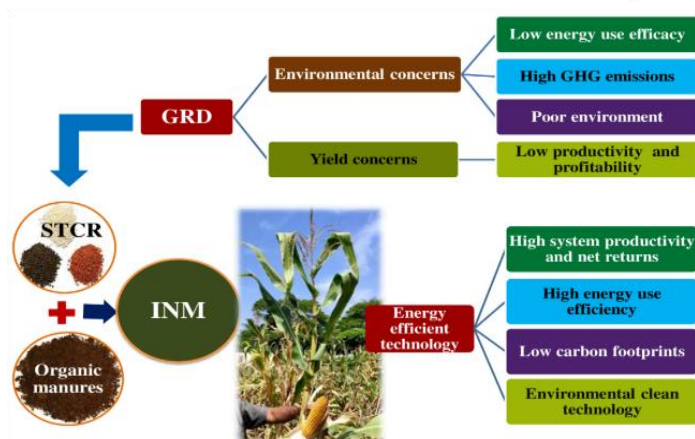 Low energy use efficacy
Environmental concerns
High GHG emissions
GRD
Poor environment
Yield concerns
Low productivity and
profitability
STCR
High system productivity
and net returns
INM
Energy
efficient
technology
High energy use
efficiency
Low carbon footprints
Organic
manures
Environmental clean
technology